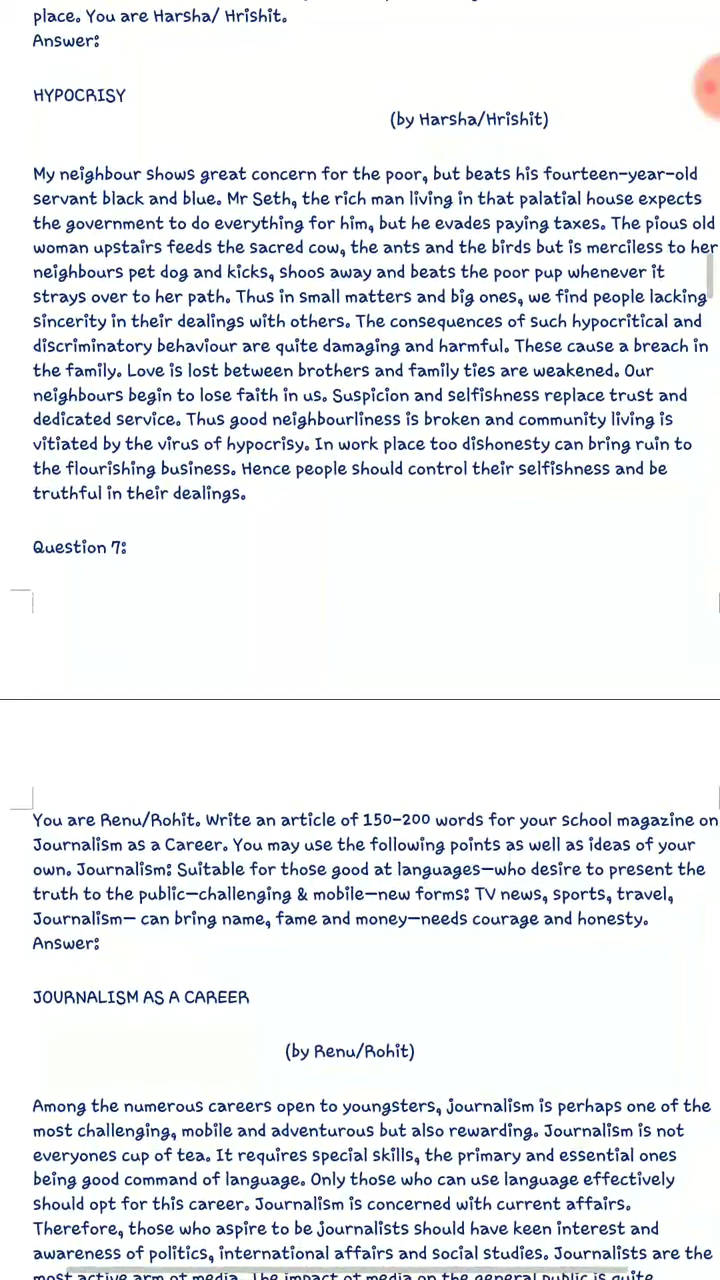 place. You are Harsha/ Hrishit.
Answer:
HYPOCRISY
(by Harsha/Hrishit)
My neighbour shows great concern for the poor, but beats his fourteen-year-old
servant black and blue. Mr Seth, the rich man living in that palatial house expects
the government to do everything for him, but he evades paying taxes. The pious old
woman upstairs feeds the sacred cow, the ants and the birds but is merciless to her
neighbours pet dog and kicks, shoos away and beats the poor pup whenever it
strays over to her path. Thus in small matters and big ones, we find people lacking
sincerity in their dealings with others. The consequences of such hypocritical and
discriminatory behaviour are quite damaging and harmful. These cause a breach in
the family. Love is lost between brothers and family ties are weakened. Our
neighbours begin to lose faith in us. Suspicion and selfishness replace trust and
dedicated service. Thus good neighbourliness is broken and community living is
vitiated by the virus of hypocrisy. In work place too dishonesty can bring ruin to
the flourishing business. Hence people should control their selfishness and be
truthful in their dealings.
Question 7:
You are Renu/Rohit. Write an article of 150-200 words for your school magazine on
Journalism as a Career. You may use the following points as well as ideas of your
own. Journalism: Suitable for those good at languages—who desire to present the
truth to the public—challenging & mobile—new forms: TV news, sports, travel,
Journalism— can bring name, fame and money—needs courage and honesty.
Answer:
JOURNALISM AS A CAREER
(by Renu/Rohit)
Among the numerous careers open to youngsters, journalism is perhaps one of the
most challenging, mobile and adventurous but also rewarding. Journalism is not
everyones cup of tea. It requires special skills, the primary and essential ones
being good command of language. Only those who can use language effectively
should opt for this career. Journalism is concerned with current affairs.
Therefore, those who aspire to be journalists should have keen interest and
awareness of politics, international affairs and social studies. Journalists are the
most active arm of media. The impact of media on the general public is quite